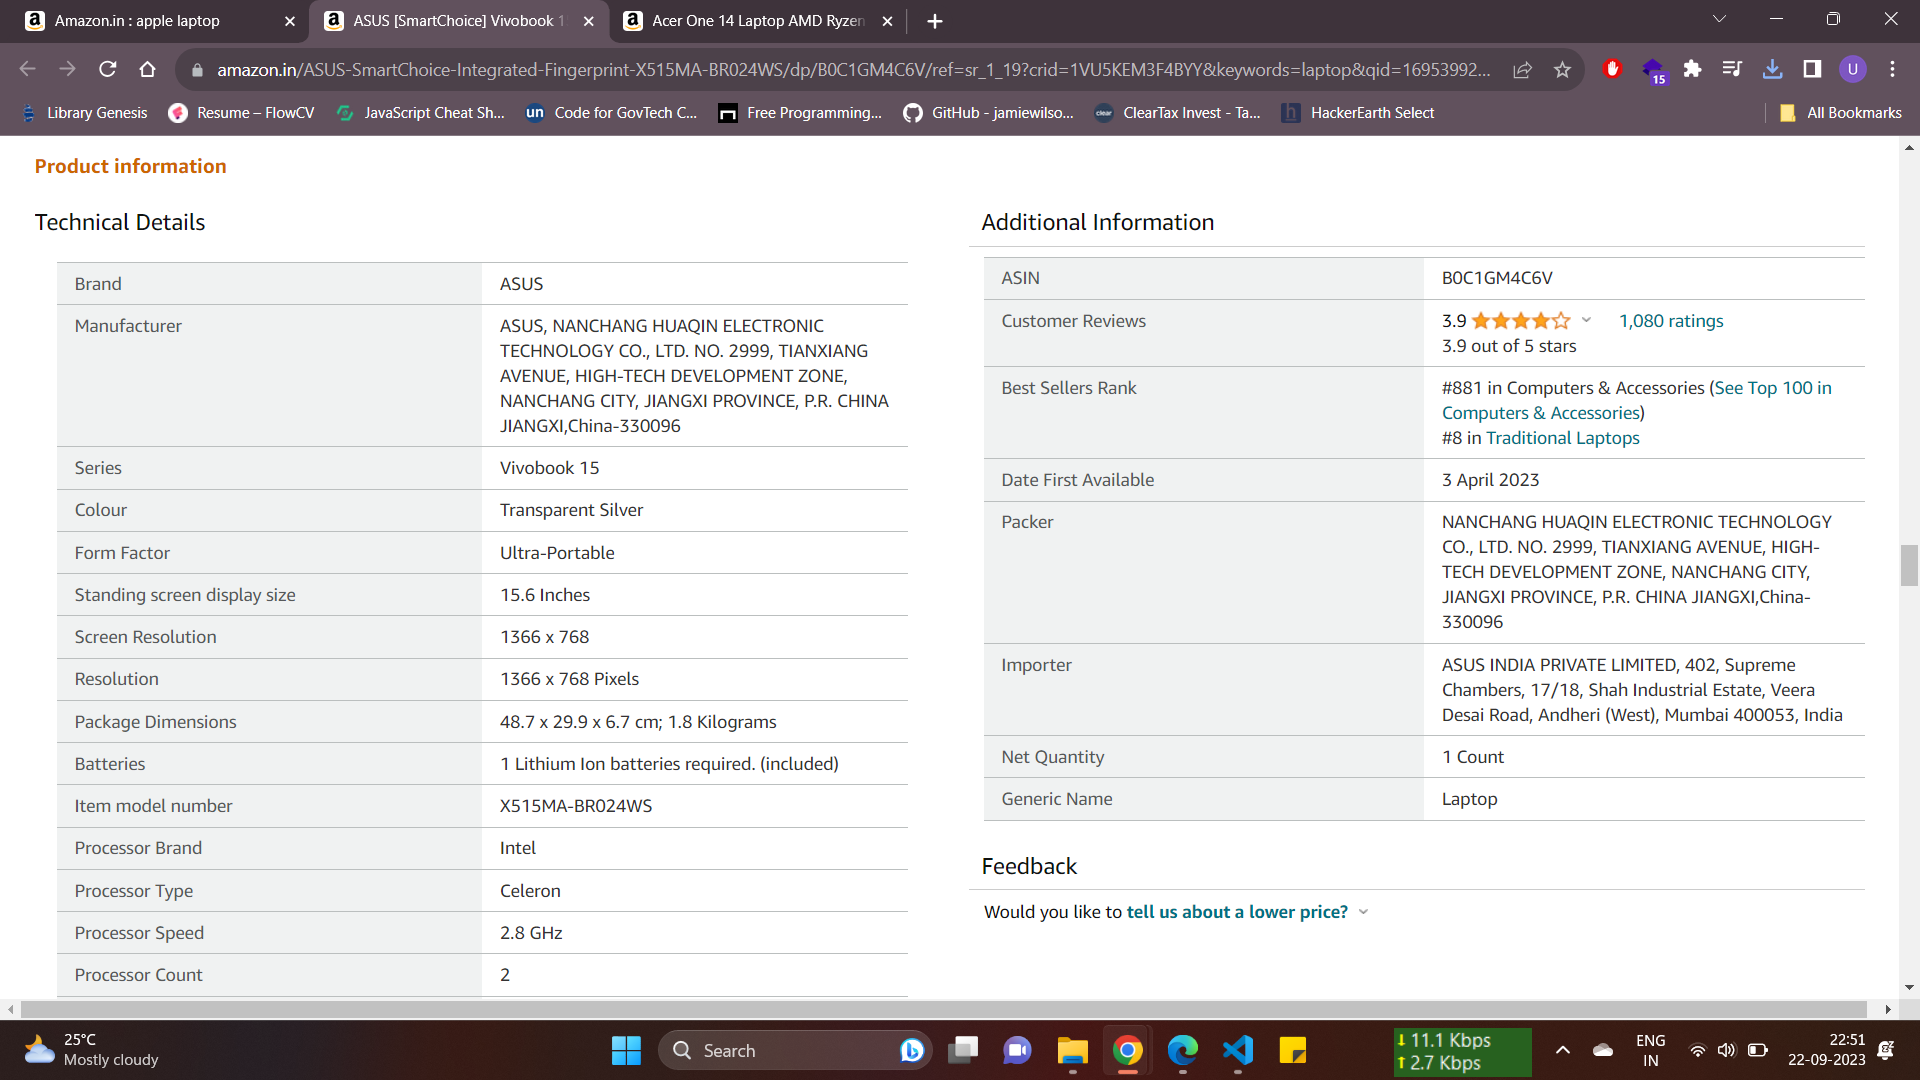 Amazon.in : apple laptop
ASUS [SmartChoice] Vivobook 1
Acer One 14 Laptop AMD Ryzen
amazon.in/ASUS-SmartChoice-Integrated-Fingerprint-X515MA-BR024WS/dp/B0C1GM4C6V/ref=sr_1_19?crid=1VU5KEM3F4BYY&keywords=laptop&qid=16953992...
15
U
Library Genesis
Resume – FlowCV
JavaScript Cheat Sh...
un Code for GovTech C...
Free Programming...
GitHub - jamiewilso...
clear ClearTax Invest - Ta...
h HackerEarth Select
All Bookmarks
Product information
Technical Details
Brand ASUS
Manufacturer ASUS, NANCHANG HUAQIN ELECTRONIC
TECHNOLOGY CO., LTD. NO. 2999, TIANXIANG
AVENUE, HIGH-TECH DEVELOPMENT ZONE,
NANCHANG CITY, JIANGXI PROVINCE, P.R. CHINA
JIANGXI,China-330096
Series Vivobook 15
Colour Transparent Silver
Form Factor Ultra-Portable
Standing screen display size 15.6 Inches
Screen Resolution 1366 x 768
Resolution 1366 x 768 Pixels
Package Dimensions 48.7 x 29.9 x 6.7 cm; 1.8 Kilograms
Batteries 1 Lithium Ion batteries required. (included)
Item model number X515MA-BR024WS
Processor Brand Intel
Processor Type Celeron
Processor Speed 2.8 GHz
Processor Count 2
Additional Information
ASIN B0C1GM4C6V
Customer Reviews 3.9 1,080 ratings
3.9 out of 5 stars
Best Sellers Rank #881 in Computers & Accessories (See Top 100 in
Computers & Accessories)
#8 in Traditional Laptops
Date First Available 3 April 2023
Packer NANCHANG HUAQIN ELECTRONIC TECHNOLOGY
CO., LTD. NO. 2999, TIANXIANG AVENUE, HIGH-
TECH DEVELOPMENT ZONE, NANCHANG CITY,
JIANGXI PROVINCE, P.R. CHINA JIANGXI,China-
330096
Importer ASUS INDIA PRIVATE LIMITED, 402, Supreme
Chambers, 17/18, Shah Industrial Estate, Veera
Desai Road, Andheri (West), Mumbai 400053, India
Net Quantity 1 Count
Generic Name Laptop
Feedback
Would you like to tell us about a lower price?
25°C
Mostly cloudy
Search
11.1 Kbps
2.7 Kbps
ENG
IN
22:51
22-09-2023